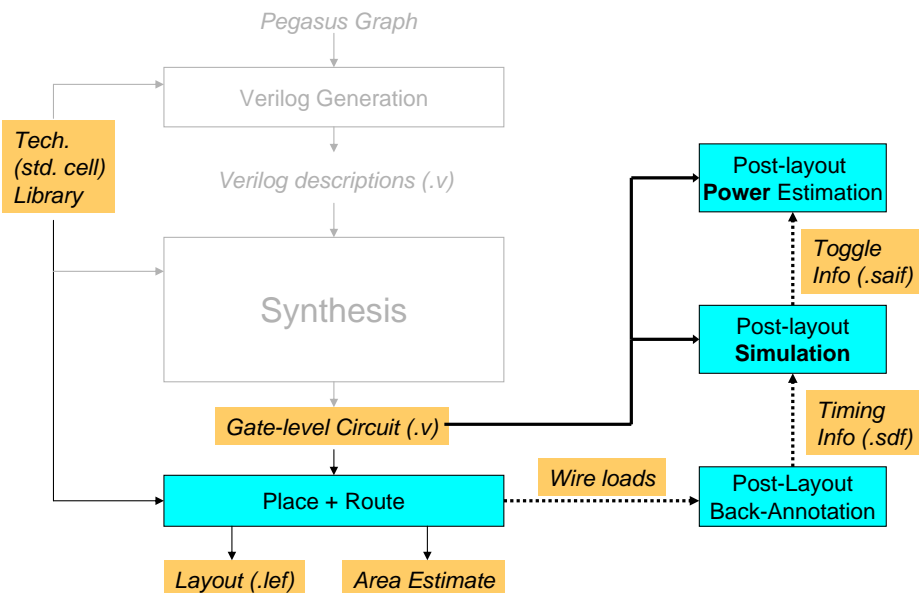 Pegasus Graph
Verilog Generation
Tech.
(std. cell)
Library
Verilog descriptions (.v)
Post-layout
Power Estimation
Toggle
Info (.saif)
Synthesis
Post-layout
Simulation
Gate-level Circuit (.v)
Timing
Info (.sdf)
Place + Route
Wire loads
Post-Layout
Back-Annotation
Layout (.lef)
Area Estimate